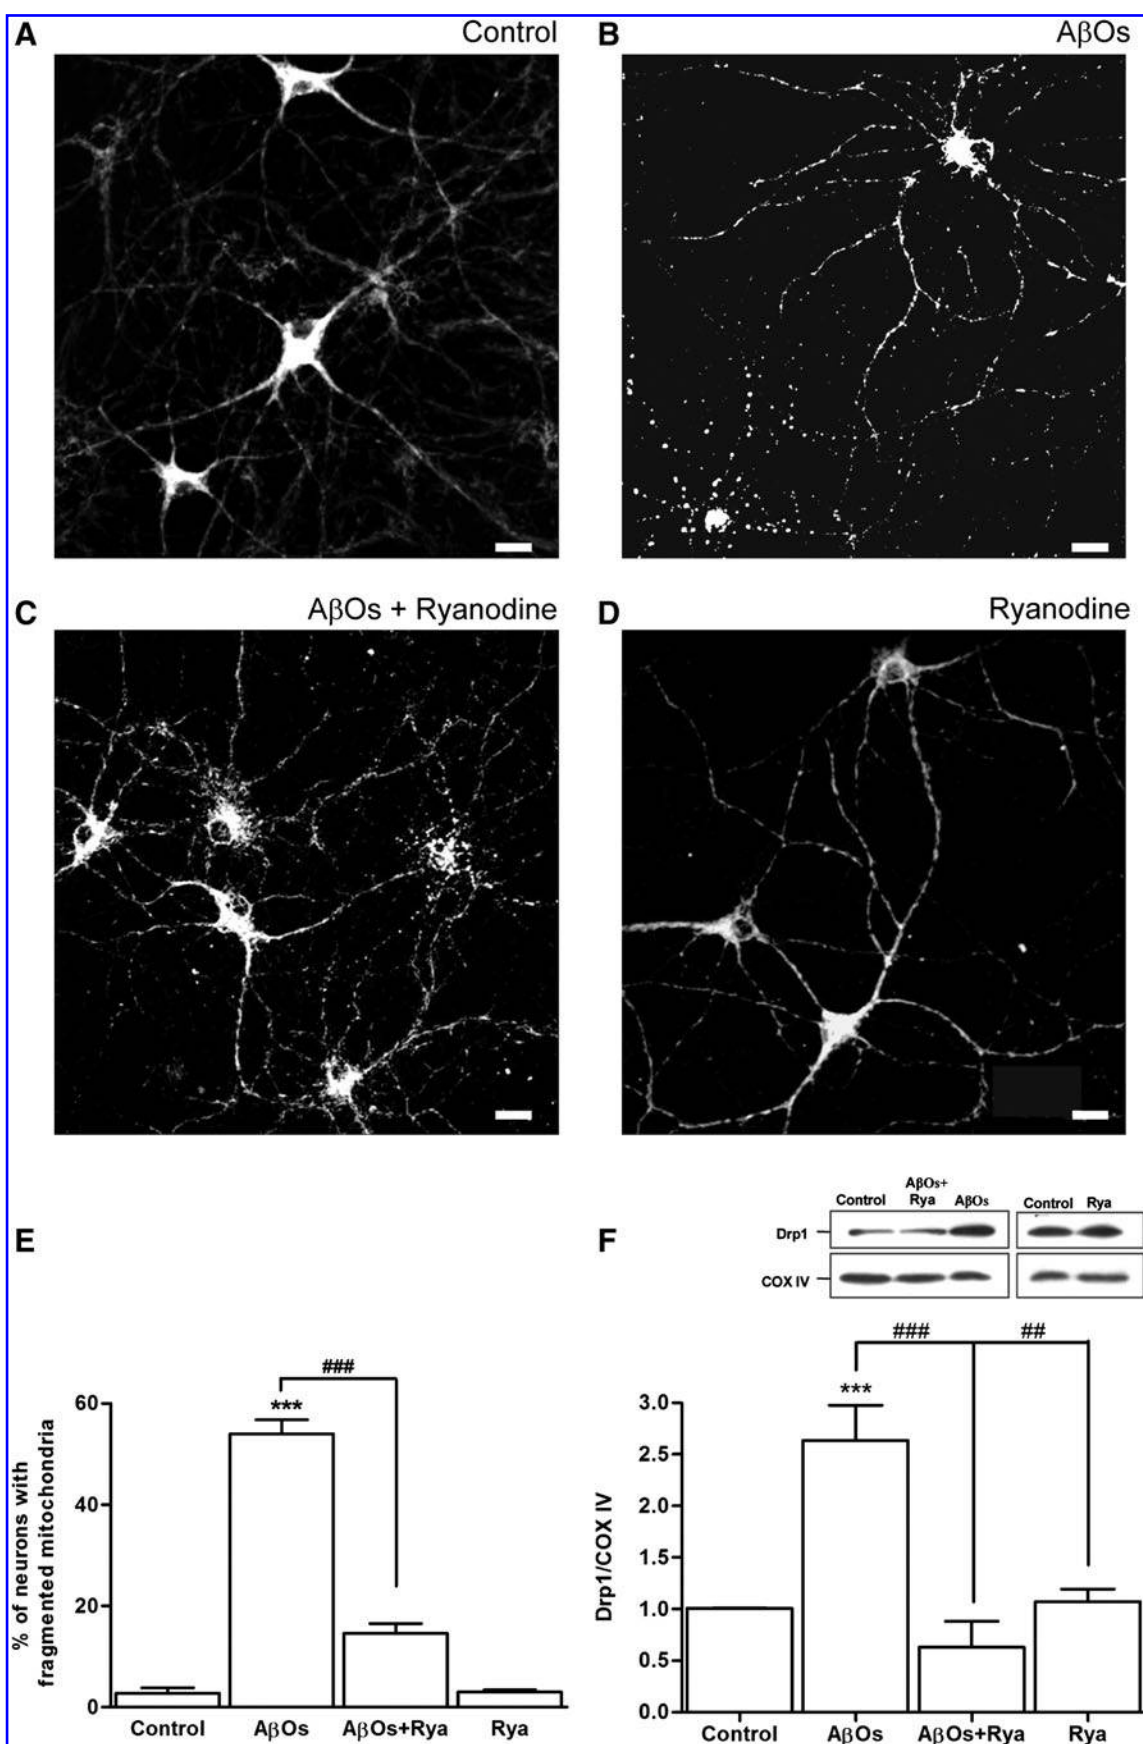 A Control
B AβOs
C AβOs + Ryanodine
D Ryanodine
E
###
***
% of neurons with
fragmented mitochondria
60
40
20
0
Control AβOs AβOs+Rya Rya
F
Control AβOs+ Rya AβOs Control Rya
Drp1
COX IV
### ##
***
Drp1/COX IV
3.0
2.5
2.0
1.5
1.0
0.5
0.0
Control AβOs AβOs+Rya Rya